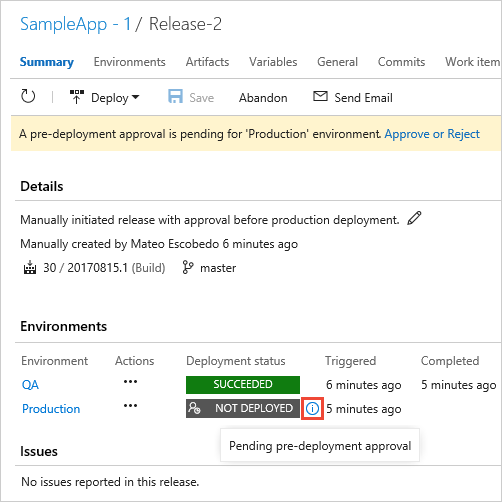 SampleApp - 1 / Release-2
Summary Environments Artifacts Variables General Commits Work item
Deploy Save Abandon Send Email
A pre-deployment approval is pending for 'Production' environment. Approve or Reject
Details
Manually initiated release with approval before production deployment.
Manually created by Mateo Escobedo 6 minutes ago
30 / 20170815.1 (Build) master
Environments
Environment Actions Deployment status Triggered Completed
QA ••• SUCCEEDED 6 minutes ago 5 minutes ago
Production ••• NOT DEPLOYED 5 minutes ago
Pending pre-deployment approval
Issues
No issues reported in this release.